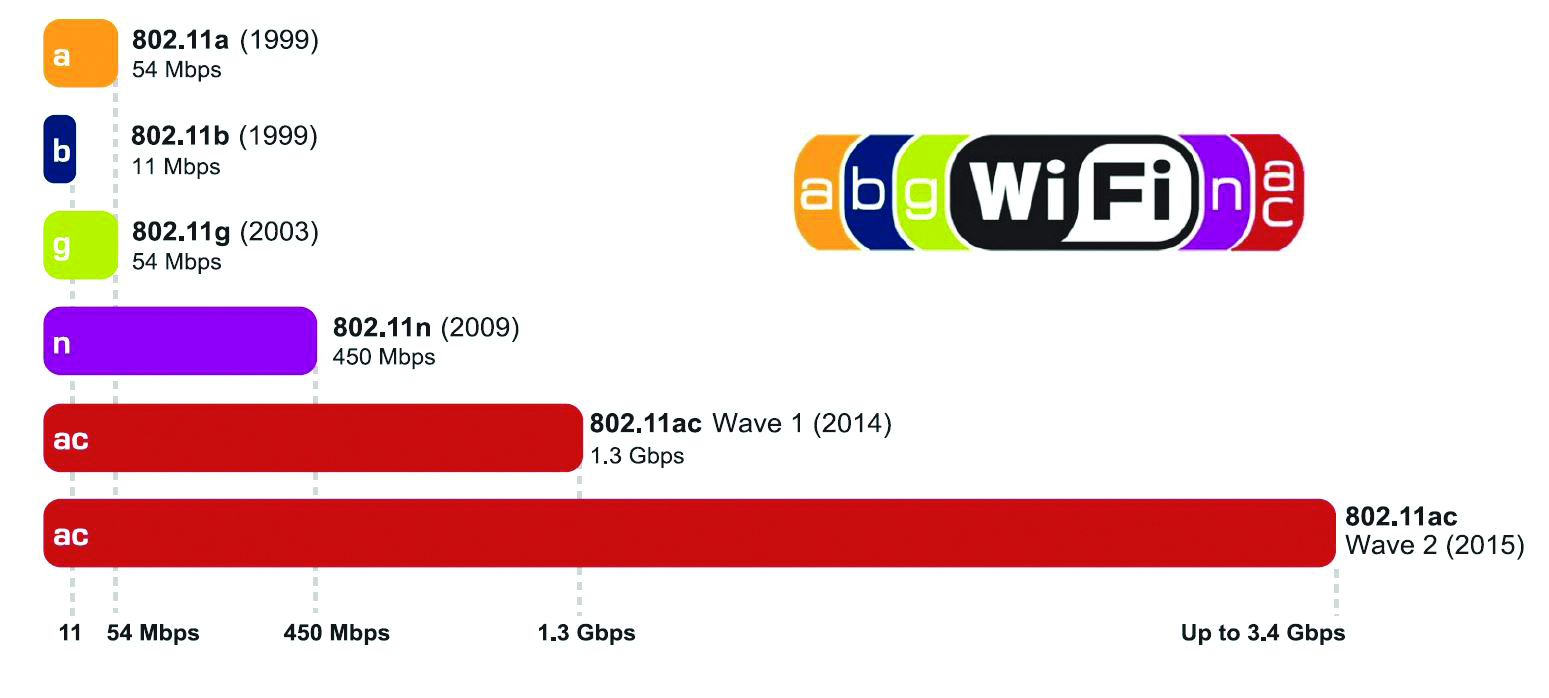 a
802.11a (1999)
54 Mbps
b
802.11b (1999)
11 Mbps
g
802.11g (2003)
54 Mbps
a b g WiFi n ac
n
802.11n (2009)
450 Mbps
ac
802.11ac Wave 1 (2014)
1.3 Gbps
ac
802.11ac
Wave 2 (2015)
11 54 Mbps 450 Mbps 1.3 Gbps Up to 3.4 Gbps